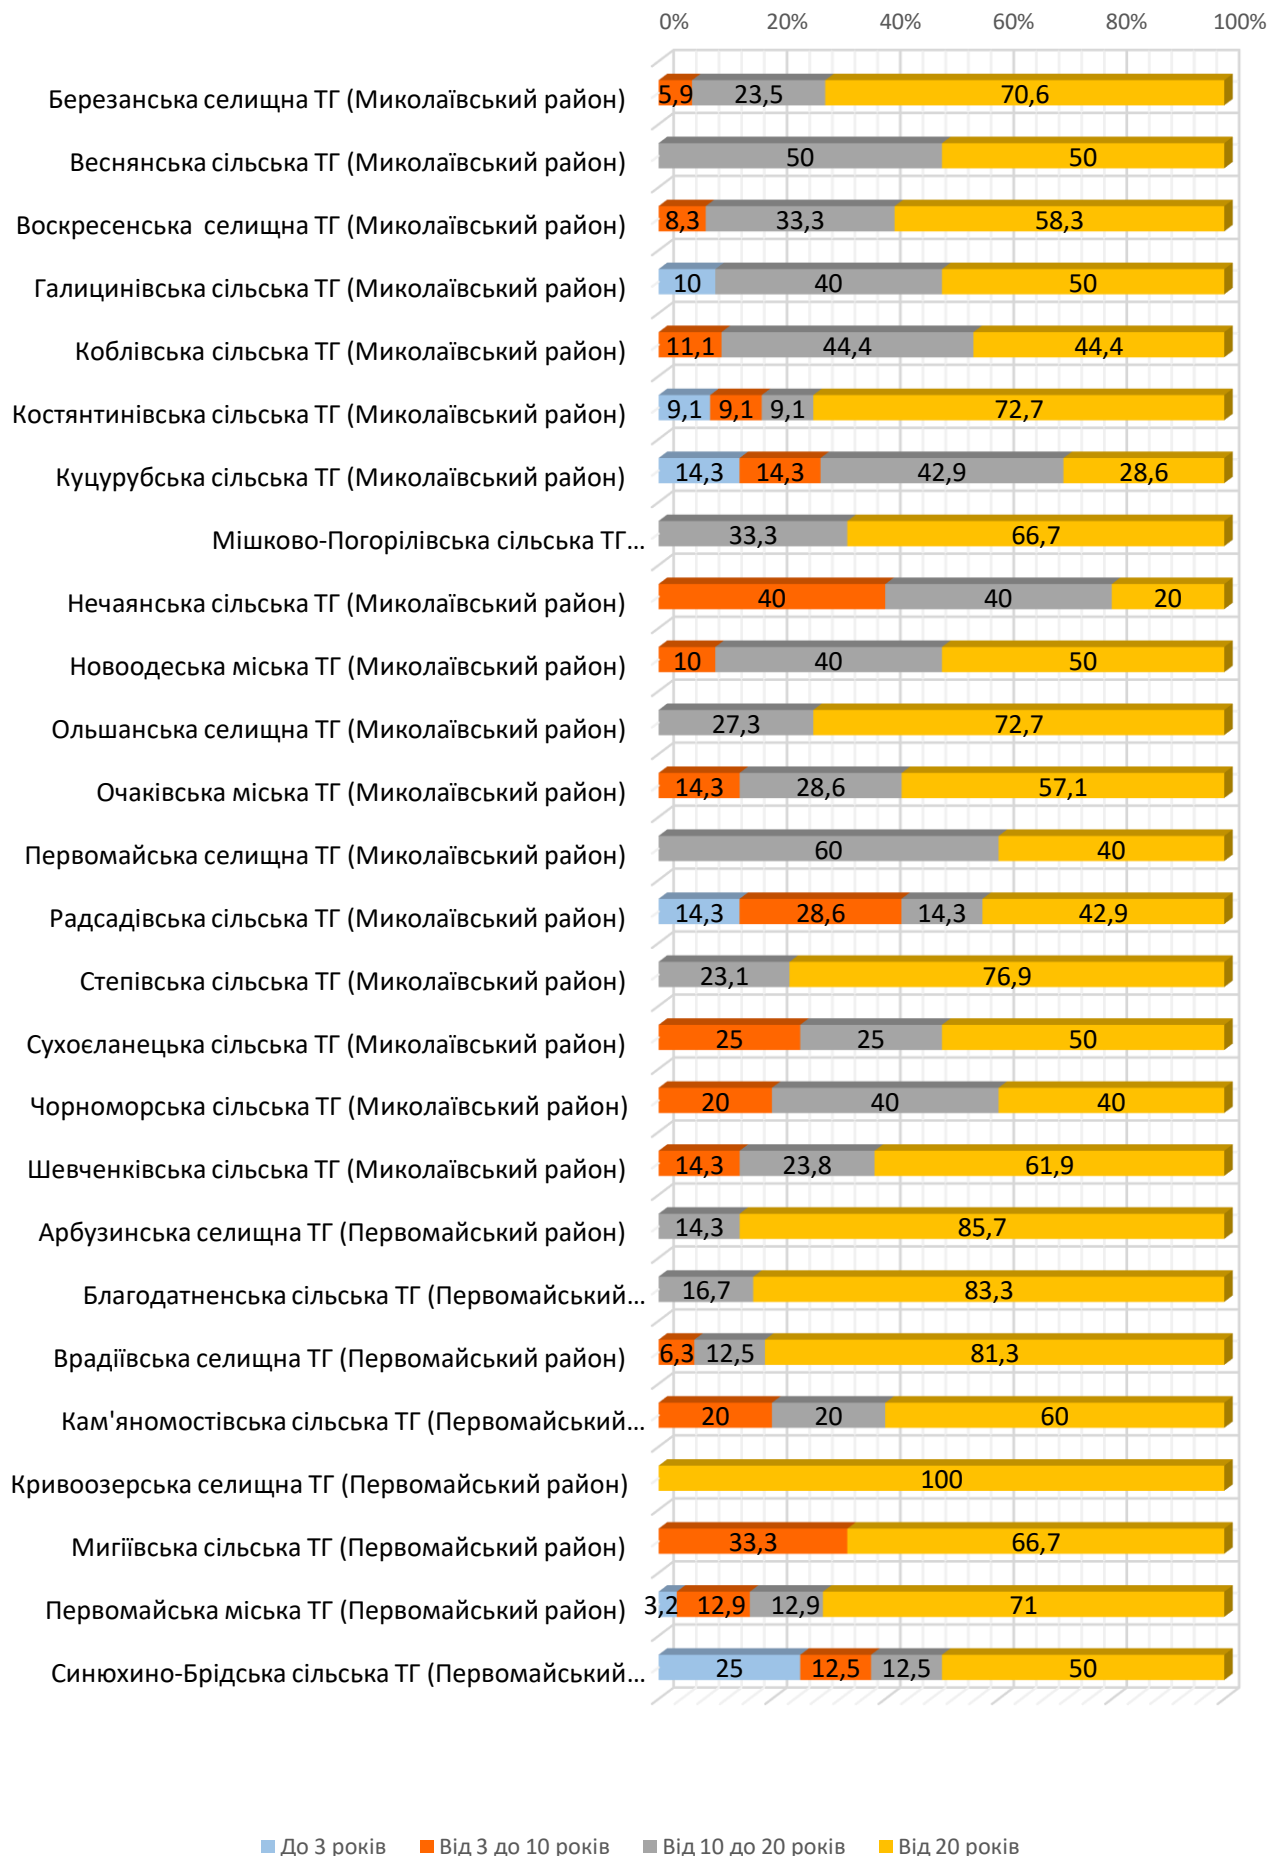 0% 20% 40% 60% 80% 100%
Березанська селищна ТГ (Миколаївський район) 5,9 23,5 70,6
Веснянська сільська ТГ (Миколаївський район) 50 50
Воскресенська селищна ТГ (Миколаївський район) 8,3 33,3 58,3
Галицинівська сільська ТГ (Миколаївський район) 10 40 50
Коблівська сільська ТГ (Миколаївський район) 11,1 44,4 44,4
Костянтинівська сільська ТГ (Миколаївський район) 9,1 9,1 9,1 72,7
Куцурубська сільська ТГ (Миколаївський район) 14,3 14,3 42,9 28,6
Мішково-Погорілівська сільська ТГ... 33,3 66,7
Нечаянська сільська ТГ (Миколаївський район) 40 40 20
Новоодеська міська ТГ (Миколаївський район) 10 40 50
Ольшанська селищна ТГ (Миколаївський район) 27,3 72,7
Очаківська міська ТГ (Миколаївський район) 14,3 28,6 57,1
Первомайська селищна ТГ (Миколаївський район) 60 40
Радсадівська сільська ТГ (Миколаївський район) 14,3 28,6 14,3 42,9
Степівська сільська ТГ (Миколаївський район) 23,1 76,9
Сухоєланецька сільська ТГ (Миколаївський район) 25 25 50
Чорноморська сільська ТГ (Миколаївський район) 20 40 40
Шевченківська сільська ТГ (Миколаївський район) 14,3 23,8 61,9
Арбузинська селищна ТГ (Первомайський район) 14,3 85,7
Благодатненська сільська ТГ (Первомайський... 16,7 83,3
Врадіївська селищна ТГ (Первомайський район) 6,3 12,5 81,3
Кам'яномостівська сільська ТГ (Первомайський... 20 20 60
Кривоозерська селищна ТГ (Первомайський район) 100
Мигіївська сільська ТГ (Первомайський район) 33,3 66,7
Первомайська міська ТГ (Первомайський район) 3,2 12,9 12,9 71
Синюхино-Брідська сільська ТГ (Первомайський... 25 12,5 12,5 50
До 3 років Від 3 до 10 років Від 10 до 20 років Від 20 років